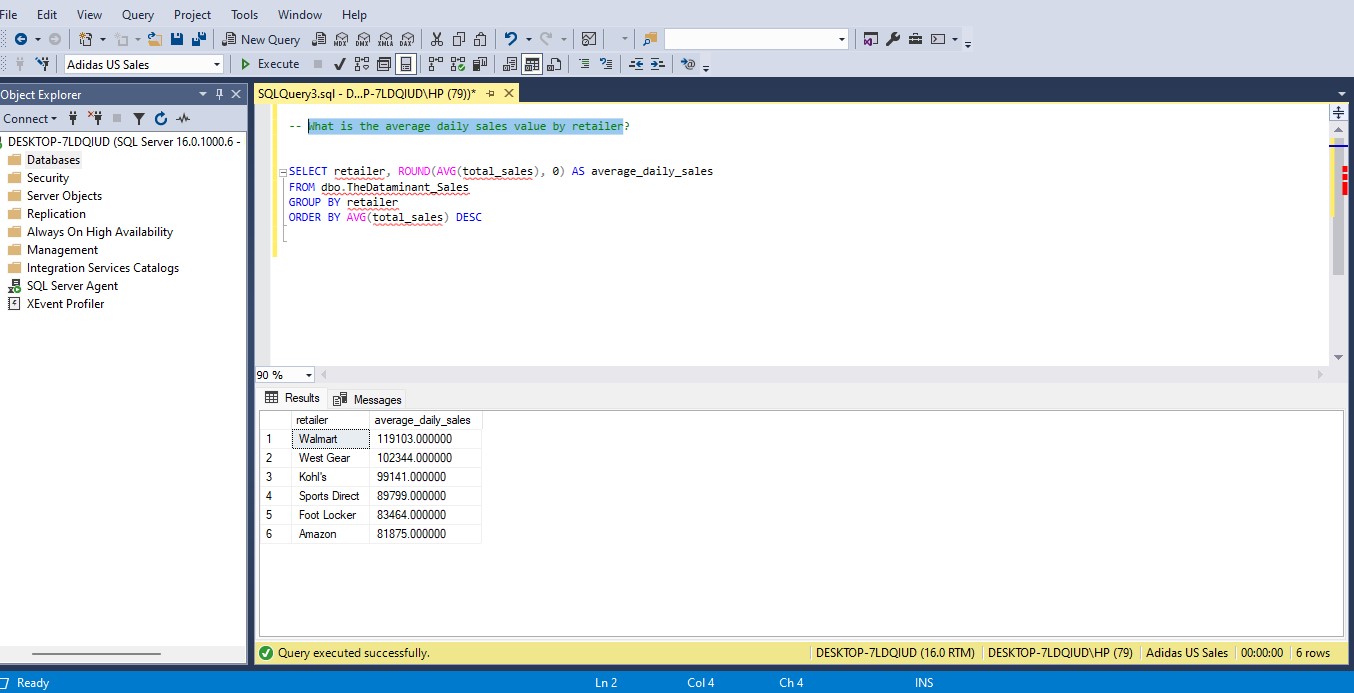 File Edit View Query Project Tools Window Help
New Query MDX DMX XMLA DAX
Adidas US Sales Execute
Object Explorer
Connect
DESKTOP-7LDQIUD (SQL Server 16.0.1000.6 -
Databases
Security
Server Objects
Replication
Always On High Availability
Management
Integration Services Catalogs
SQL Server Agent
XEvent Profiler
SQLQuery3.sql - D...P-7LDQIUD\HP (79))*
-- What is the average daily sales value by retailer?
SELECT retailer, ROUND(AVG(total_sales), 0) AS average_daily_sales
FROM dbo.TheDataminant_Sales
GROUP BY retailer
ORDER BY AVG(total_sales) DESC
90 %
Results Messages
retailer average_daily_sales
1 Walmart 119103.000000
2 West Gear 102344.000000
3 Kohl's 99141.000000
4 Sports Direct 89799.000000
5 Foot Locker 83464.000000
6 Amazon 81875.000000
Query executed successfully. DESKTOP-7LDQIUD (16.0 RTM) DESKTOP-7LDQIUD\HP (79) Adidas US Sales 00:00:00 6 rows
Ready Ln 2 Col 4 Ch 4 INS